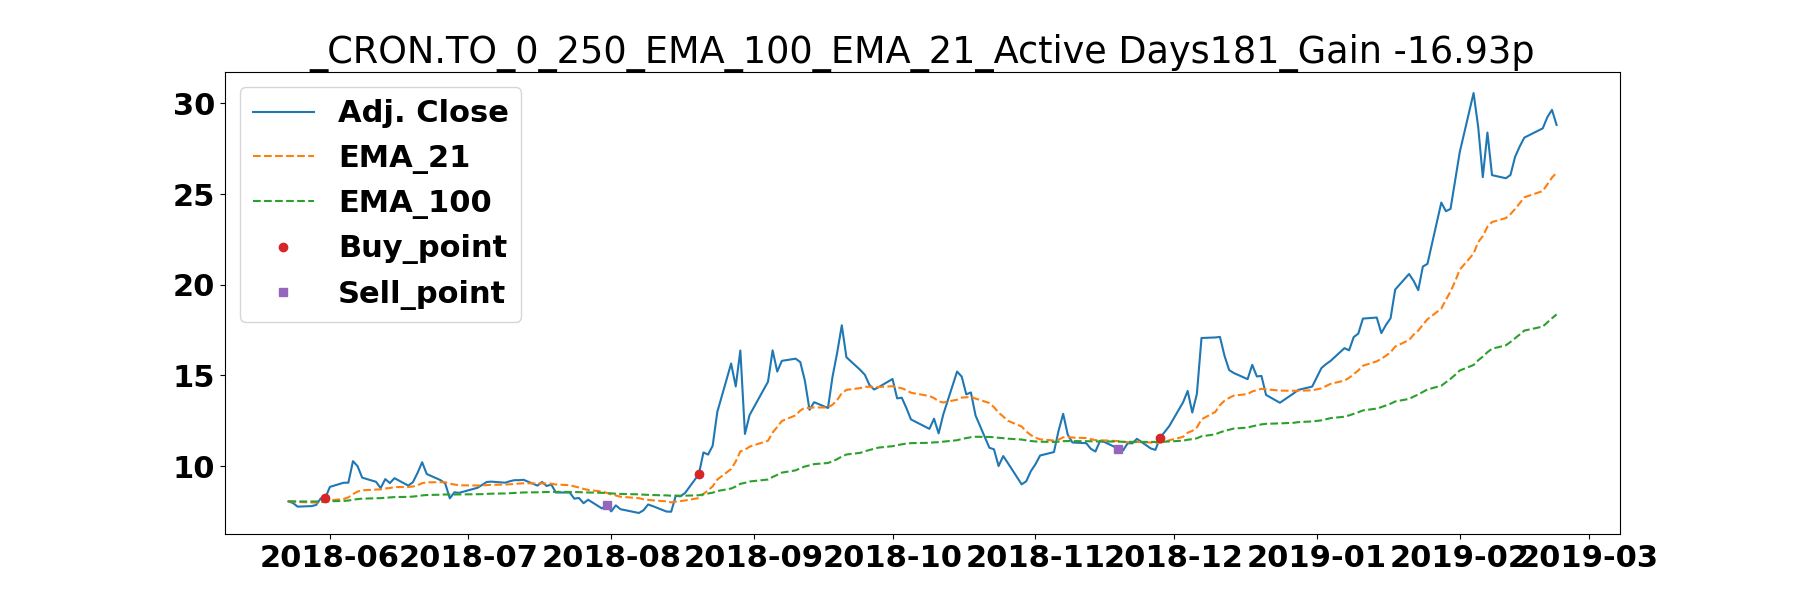 _CRON.TO_0_250_EMA_100_EMA_21_Active Days181_Gain -16.93p
30
25
20
15
10
Adj. Close
EMA_21
EMA_100
Buy_point
Sell_point
2018-06 2018-07 2018-08 2018-09 2018-10 2018-11 2018-12 2019-01 2019-02 2019-03